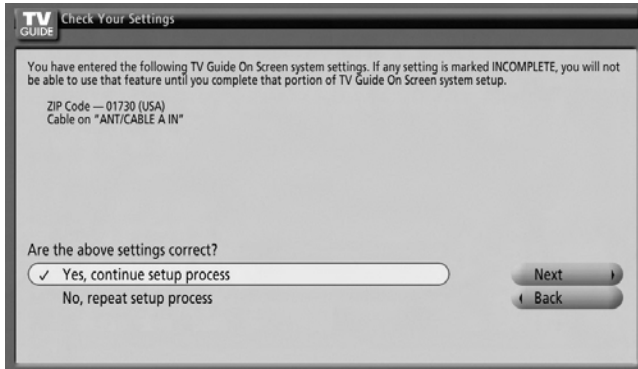 TV
GUIDE
Check Your Settings
You have entered the following TV Guide On Screen system settings. If any setting is marked INCOMPLETE, you will not
be able to use that feature until you complete that portion of TV Guide On Screen system setup.
ZIP Code — 01730 (USA)
Cable on "ANT/CABLE A IN"
Are the above settings correct?
✓ Yes, continue setup process
No, repeat setup process
Next
Back